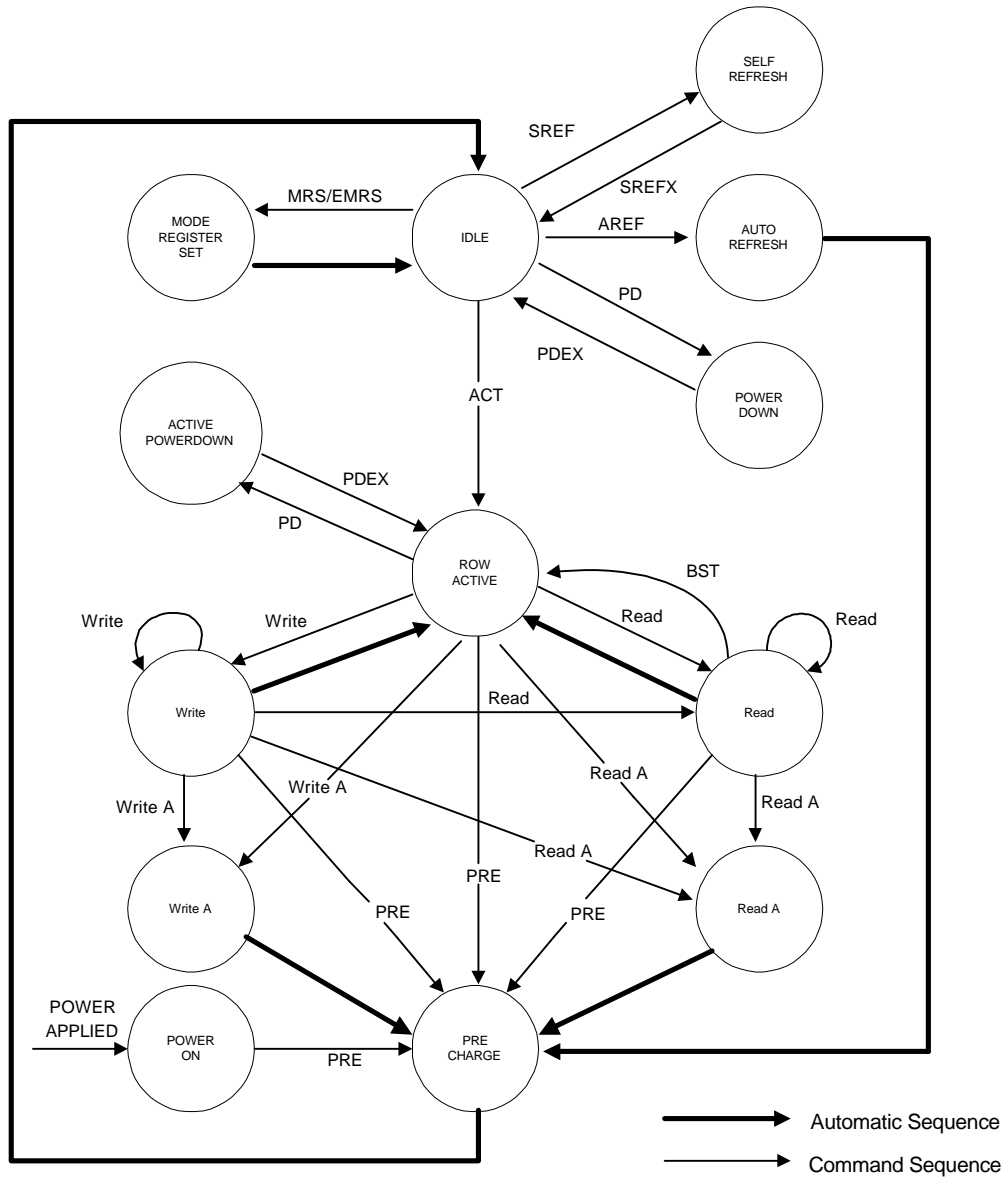 SELF
REFRESH
SREF
SREFX
MRS/EMRS
MODE
REGISTER
SET
IDLE
AREF
AUTO
REFRESH
PD
PDEX
POWER
DOWN
ACT
ACTIVE
POWERDOWN
PDEX
PD
ROW
ACTIVE
BST
Write
Write
Read
Read
Write
Read
Read
Write A
Write A
Read A
Read A
Read A
PRE
PRE
PRE
Write A
Read A
POWER
APPLIED
POWER
ON
PRE
PRE
CHARGE
Automatic Sequence
Command Sequence